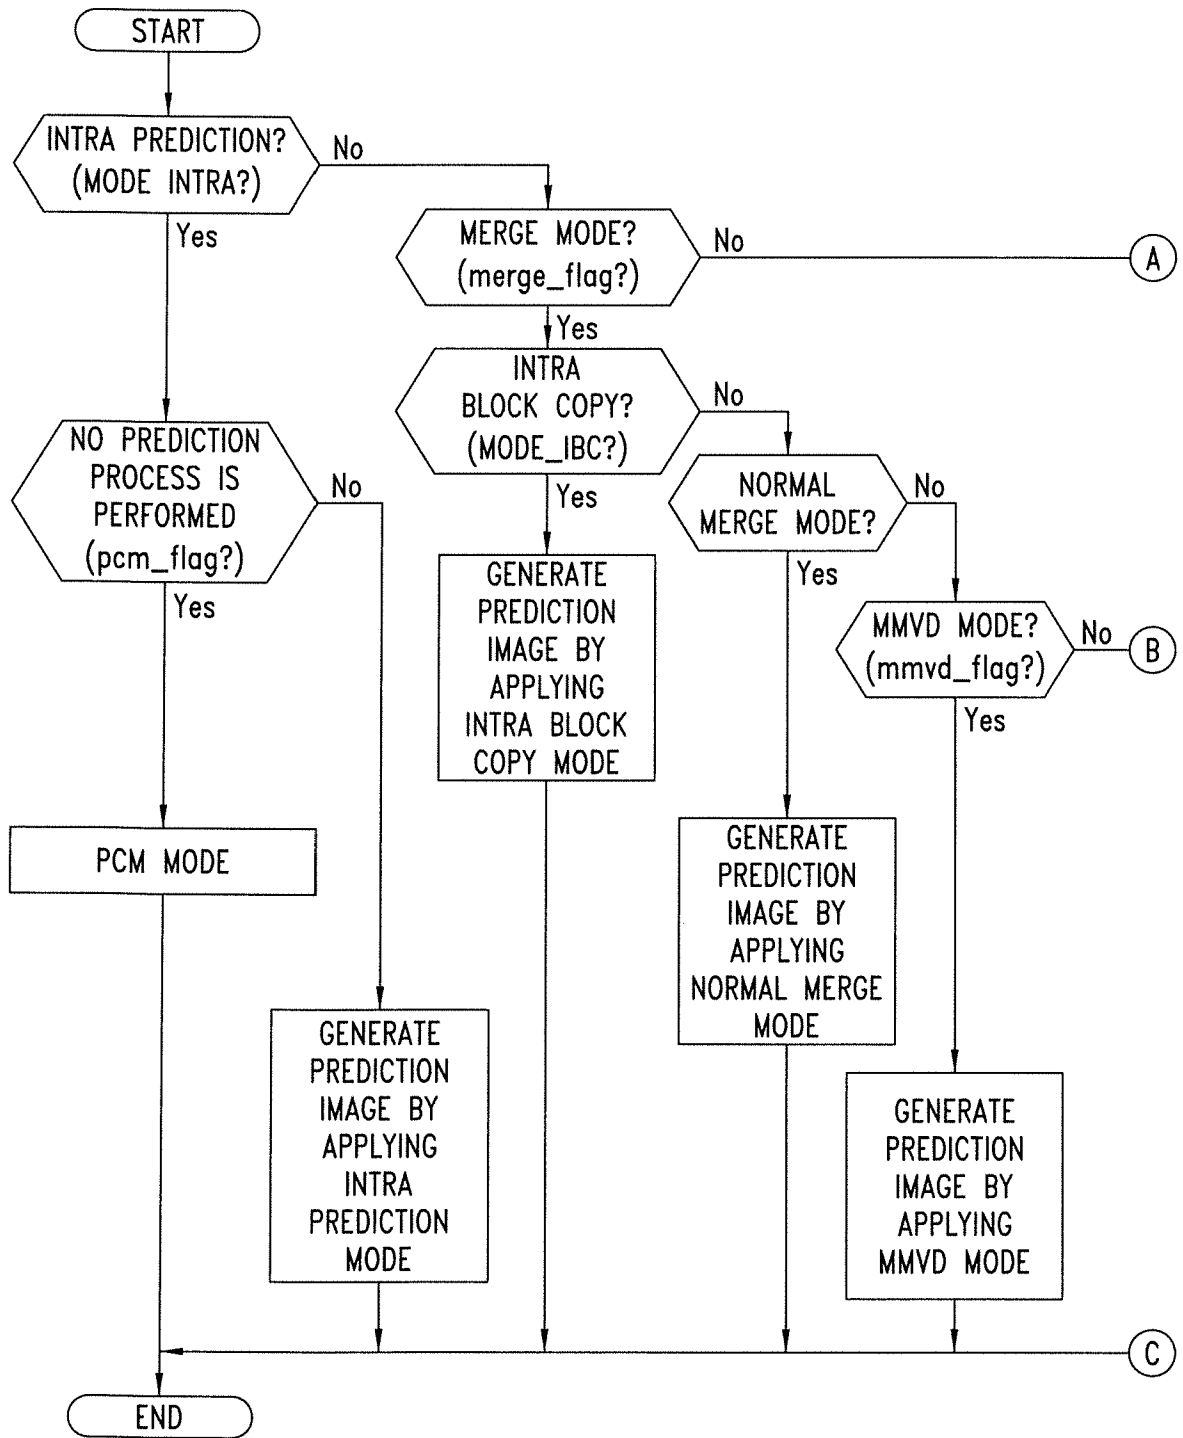 START
INTRA PREDICTION?
(MODE INTRA?)
No
Yes
MERGE MODE?
(merge_flag?)
No
A
Yes
INTRA
BLOCK COPY?
(MODE_IBC?)
No
Yes
NO PREDICTION
PROCESS IS
PERFORMED
(pcm_flag?)
No
Yes
NORMAL
MERGE MODE?
No
Yes
MMVD MODE?
(mmvd_flag?)
No
B
Yes
GENERATE
PREDICTION
IMAGE BY
APPLYING
INTRA BLOCK
COPY MODE
PCM MODE
GENERATE
PREDICTION
IMAGE BY
APPLYING
NORMAL MERGE
MODE
GENERATE
PREDICTION
IMAGE BY
APPLYING
INTRA
PREDICTION
MODE
GENERATE
PREDICTION
IMAGE BY
APPLYING
MMVD MODE
C
END